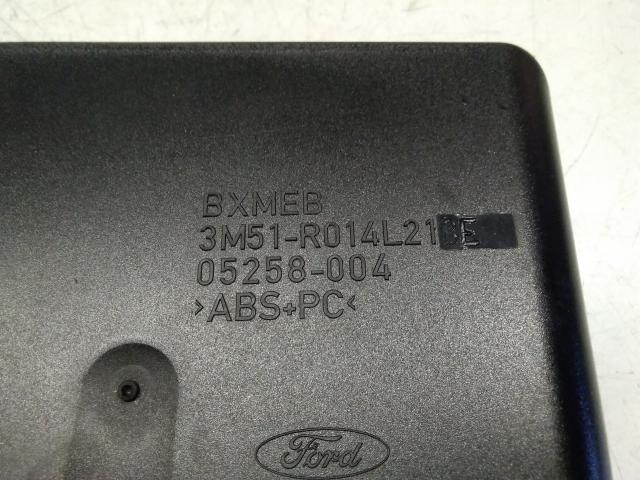 BXMEB
3M51-R014L21 E
05258-004
>ABS+PC<
Ford